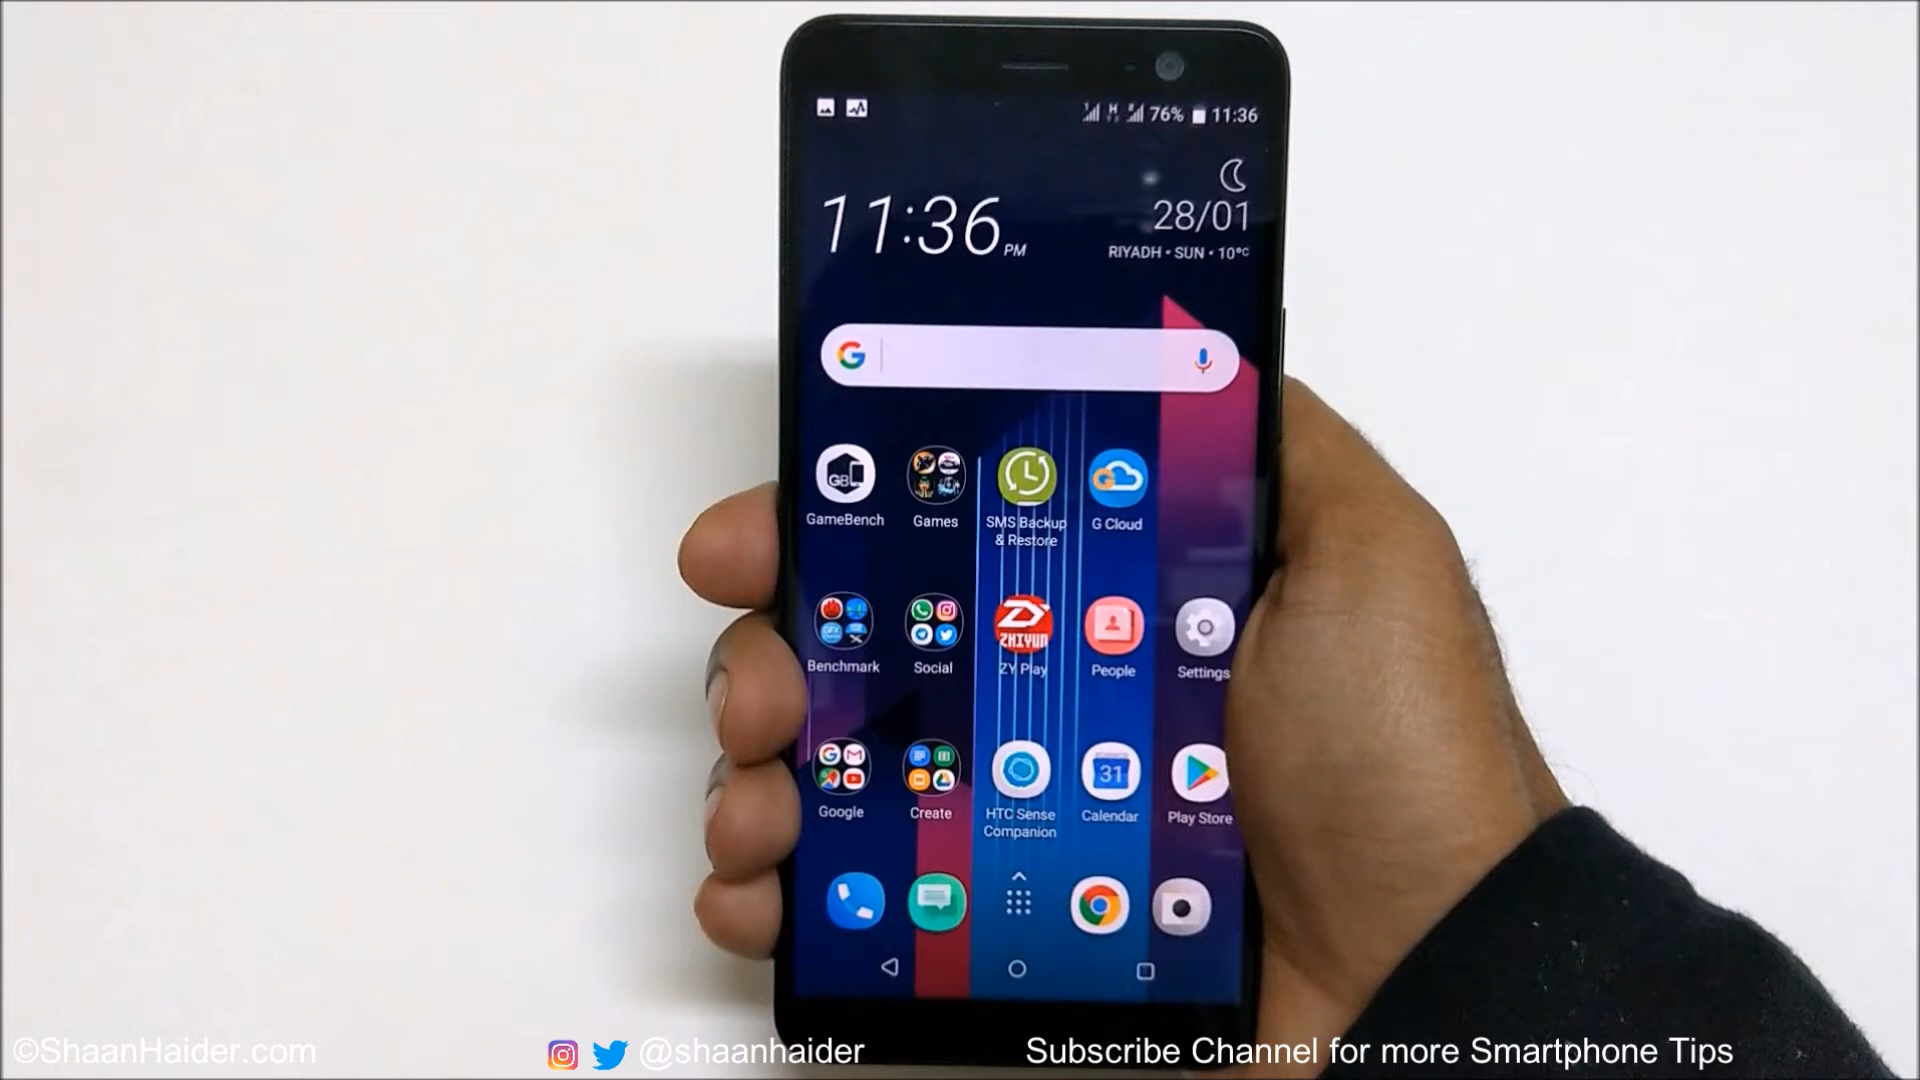 76% 11:36
11:36 PM
28/01
RIYADH • SUN • 10°C
GameBench
Games
SMS Backup
& Restore
G Cloud
Benchmark
Social
ZHIYUN
ZY Play
People
Settings
Google
Create
HTC Sense
Companion
31
Calendar
Play Store
©ShaanHaider.com
@shaanhaider
Subscribe Channel for more Smartphone Tips